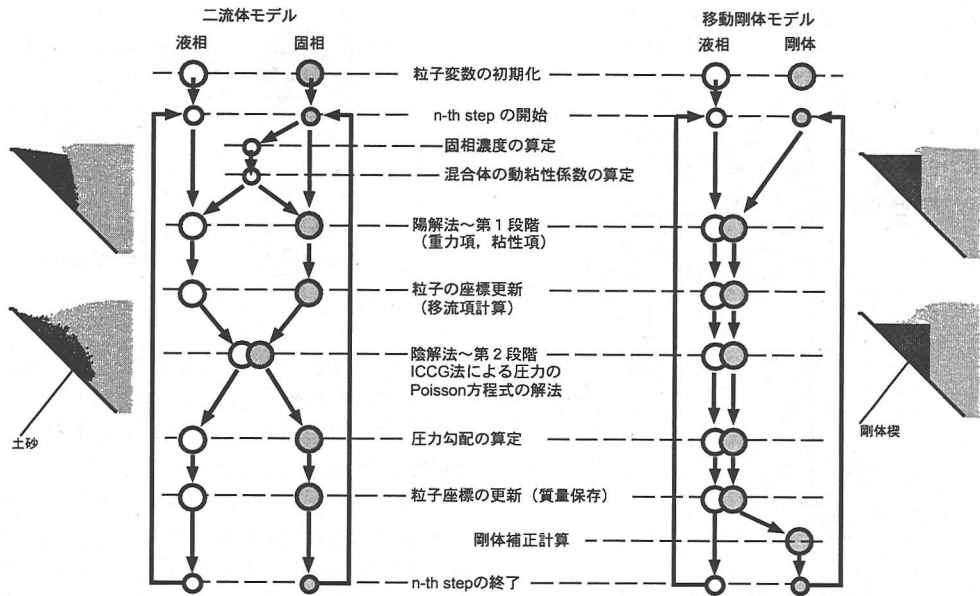 二流体モデル
移動剛体モデル
液相
固相
液相
剛体
粒子変数の初期化
n-th step の開始
固相濃度の算定
混合体の動粘性係数の算定
陽解法〜第1段階
(重力項，粘性項)
粒子の座標更新
(移流項計算)
陰解法〜第2段階
ICCG法による圧力の
Poisson方程式の解法
土砂
剛体楔
圧力勾配の算定
粒子座標の更新（質量保存）
剛体補正計算
n-th stepの終了